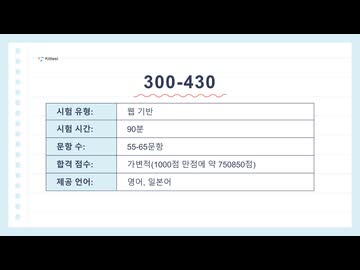 Killtest
300-430
시험 유형: 웹 기반
시험 시간: 90분
문항 수: 55-65문항
합격 점수: 가변적(1000점 만점에 약 750850점)
제공 언어: 영어, 일본어